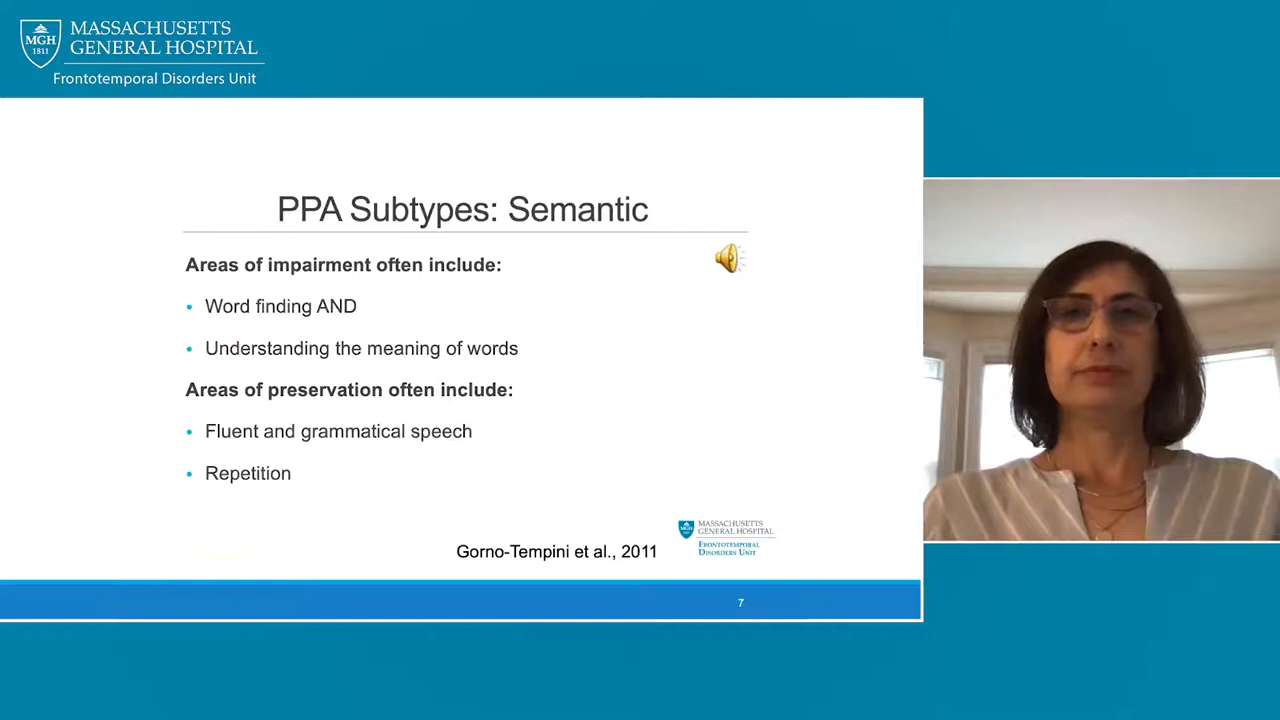 MGH
1811
MASSACHUSETTS
GENERAL HOSPITAL
Frontotemporal Disorders Unit
PPA Subtypes: Semantic
Areas of impairment often include:
• Word finding AND
• Understanding the meaning of words
Areas of preservation often include:
• Fluent and grammatical speech
• Repetition
Gorno-Tempini et al., 2011
MGH
MASSACHUSETTS
GENERAL HOSPITAL
FRONTOTEMPORAL
DISORDERS UNIT
7